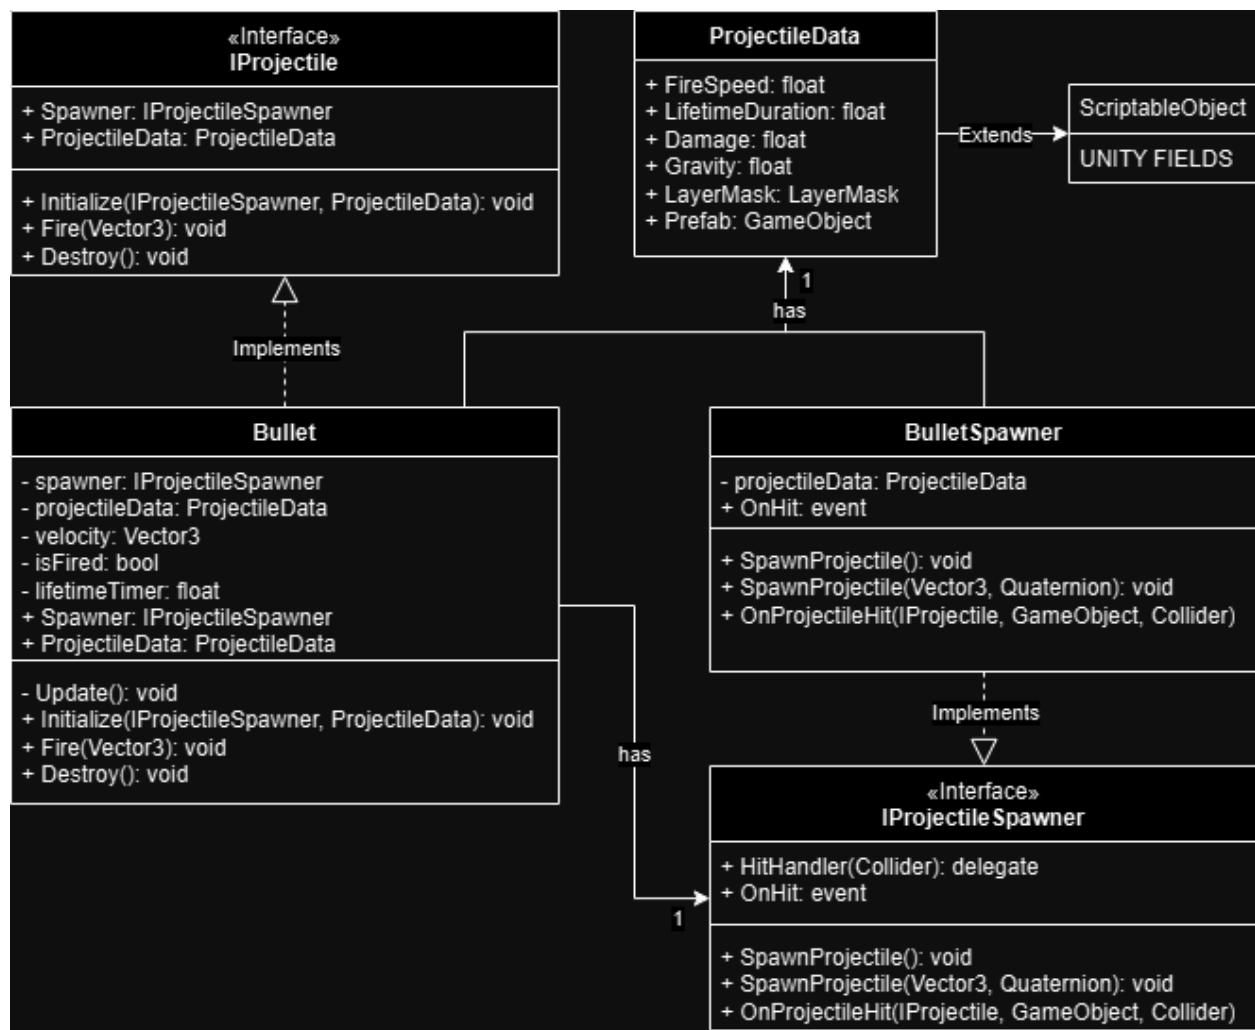 «Interface»
IProjectile
+ Spawner: IProjectileSpawner
+ ProjectileData: ProjectileData
+ Initialize(IProjectileSpawner, ProjectileData): void
+ Fire(Vector3): void
+ Destroy(): void
ProjectileData
+ FireSpeed: float
+ LifetimeDuration: float
+ Damage: float
+ Gravity: float
+ LayerMask: LayerMask
+ Prefab: GameObject
Extends
ScriptableObject
UNITY FIELDS
1
has
Implements
Bullet
- spawner: IProjectileSpawner
- projectileData: ProjectileData
- velocity: Vector3
- isFired: bool
- lifetimeTimer: float
+ Spawner: IProjectileSpawner
+ ProjectileData: ProjectileData
- Update(): void
+ Initialize(IProjectileSpawner, ProjectileData): void
+ Fire(Vector3): void
+ Destroy(): void
BulletSpawner
- projectileData: ProjectileData
+ OnHit: event
+ SpawnProjectile(): void
+ SpawnProjectile(Vector3, Quaternion): void
+ OnProjectileHit(IProjectile, GameObject, Collider)
Implements
has
1
«Interface»
IProjectileSpawner
+ HitHandler(Collider): delegate
+ OnHit: event
+ SpawnProjectile(): void
+ SpawnProjectile(Vector3, Quaternion): void
+ OnProjectileHit(IProjectile, GameObject, Collider)